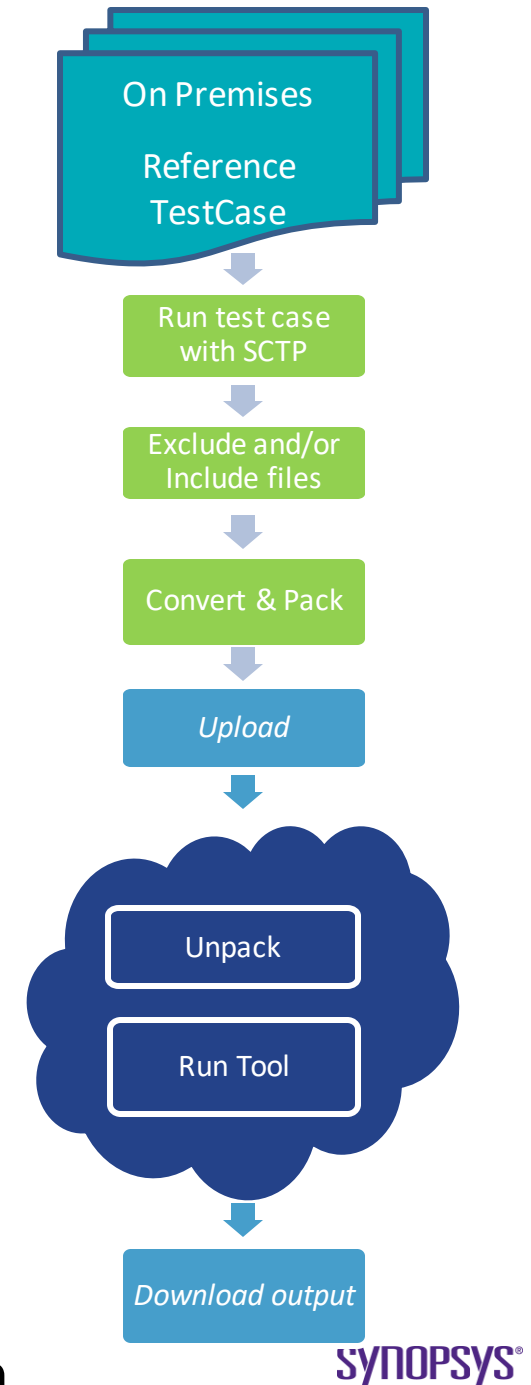 On Premises
Reference
TestCase
Run test case
with SCTP
Exclude and/or
Include files
Convert & Pack
Upload
Unpack
Run Tool
Download output
SYNOPSYS®